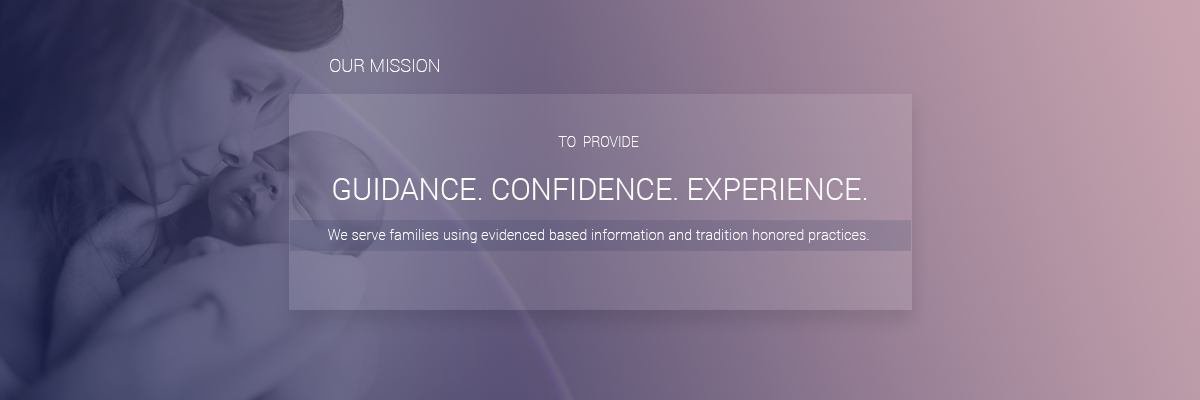 OUR MISSION
TO PROVIDE
GUIDANCE. CONFIDENCE. EXPERIENCE.
We serve families using evidenced based information and tradition honored practices.